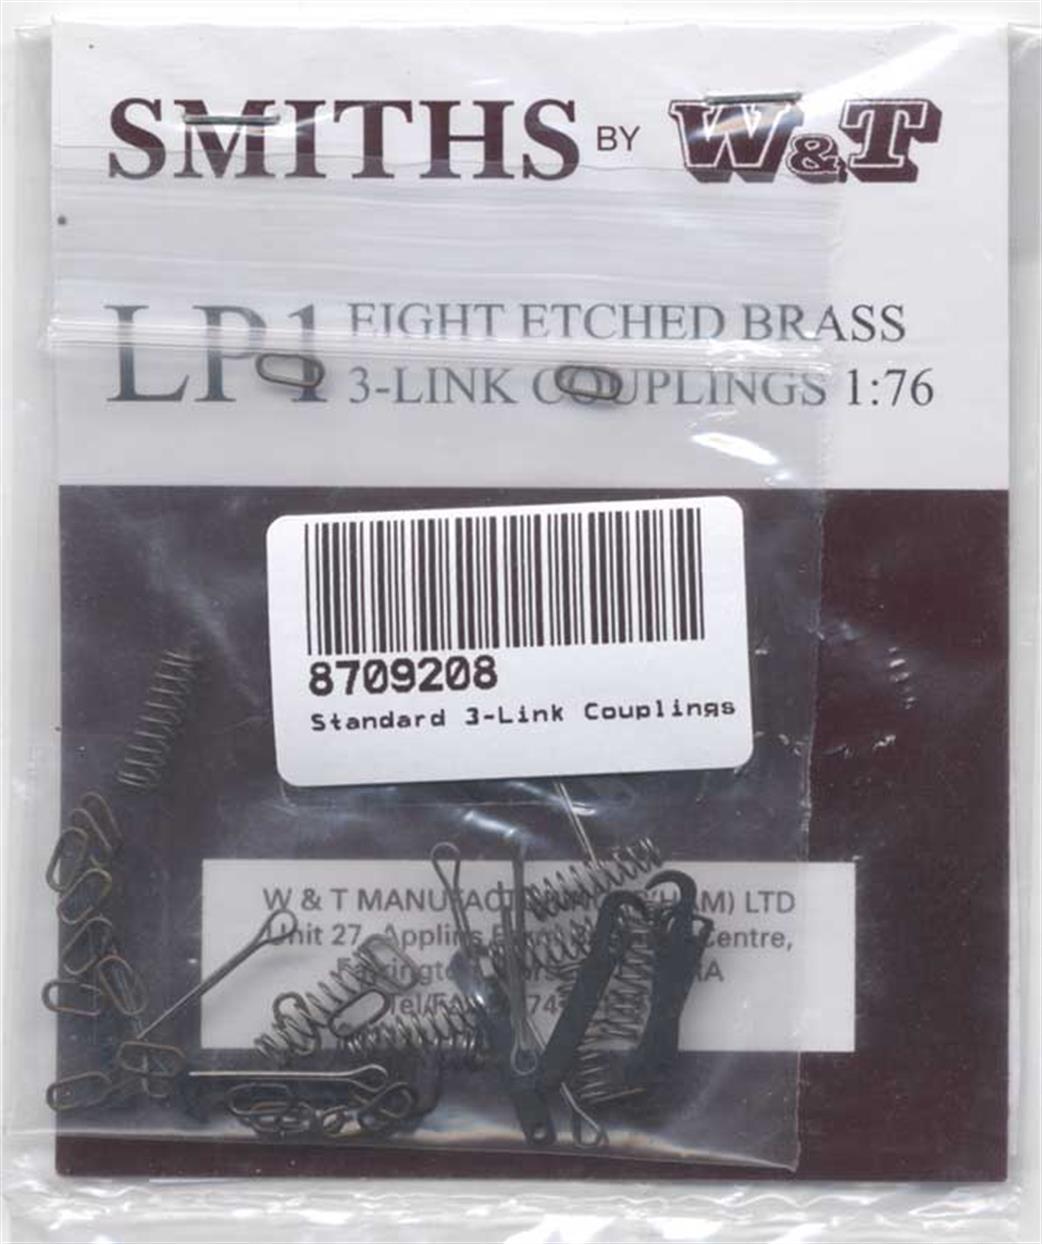 SMITHS BY W&T
LP1 EIGHT ETCHED BRASS
3-LINK COUPLINGS 1:76
8709208
Standard 3-Link Couplings
W & T LTD
Unit 27, Centre,